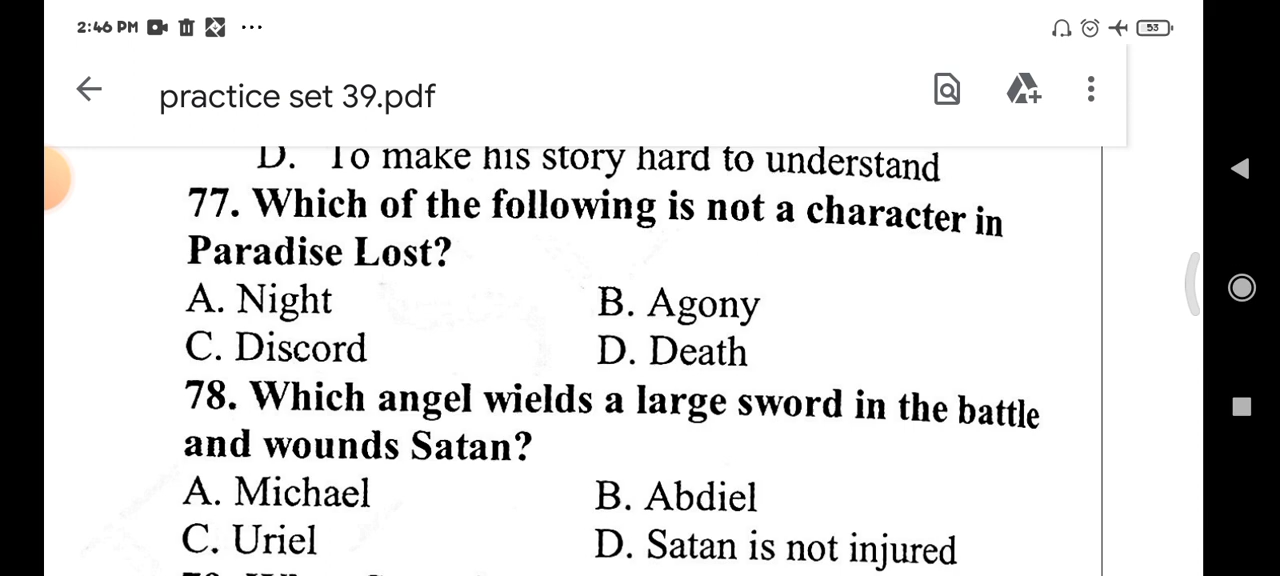 2:46 PM ... 53
practice set 39.pdf
D. To make his story hard to understand
77. Which of the following is not a character in
Paradise Lost?
A. Night B. Agony
C. Discord D. Death
78. Which angel wields a large sword in the battle
and wounds Satan?
A. Michael B. Abdiel
C. Uriel D. Satan is not injured